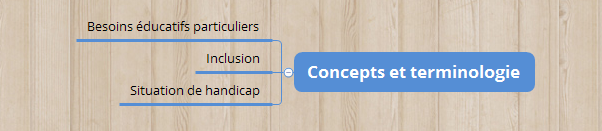 Besoins éducatifs particuliers
Inclusion
Concepts et terminologie
Situation de handicap